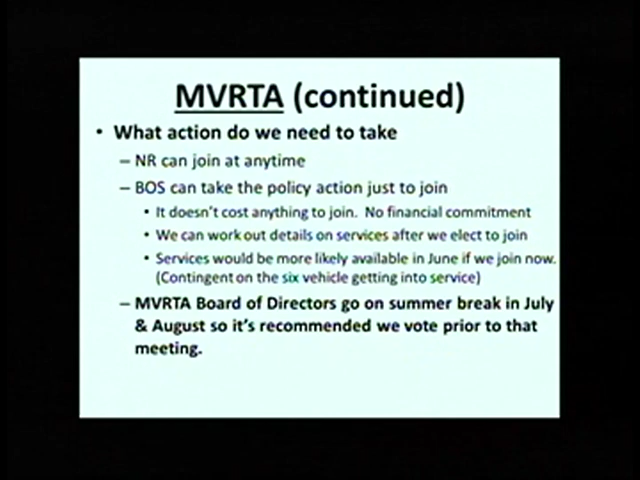 MVRTA (continued)
• What action do we need to take
– NR can join at anytime
– BOS can take the policy action just to join
• It doesn't cost anything to join. No financial commitment
• We can work out details on services after we elect to join
• Services would be more likely available in June if we join now.
(Contingent on the six vehicle getting into service)
– MVRTA Board of Directors go on summer break in July
& August so it's recommended we vote prior to that
meeting.